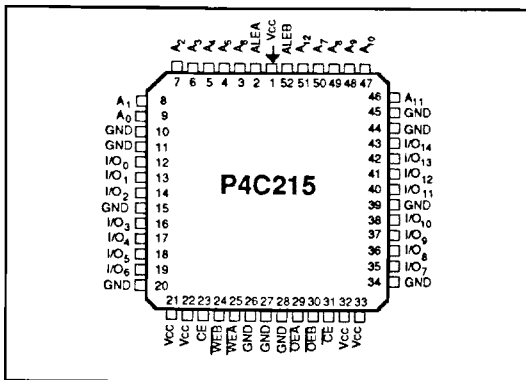 A₂ A₃ A₄ A₅ A₆ ALEA Vcc ALEB A₁₂ A₇ A₈ A₉ A₁₀
7 6 5 4 3 2 1 52 51 50 49 48 47
A₁ 8 46 A₁₁
A₀ 9 45 GND
GND 10 44 GND
GND 11 43 I/O₁₄
I/O₀ 12 42 I/O₁₃
I/O₁ 13 41 I/O₁₂
I/O₂ 14 P4C215 40 I/O₁₁
GND 15 39 GND
I/O₃ 16 38 I/O₁₀
I/O₄ 17 37 I/O₉
I/O₅ 18 36 I/O₈
I/O₆ 19 35 I/O₇
GND 20 34 GND
21 22 23 24 25 26 27 28 29 30 31 32 33
Vcc Vcc CE W̅E̅B̅ W̅E̅A̅ GND GND GND O̅E̅A̅ O̅E̅B̅ C̅E̅ Vcc Vcc